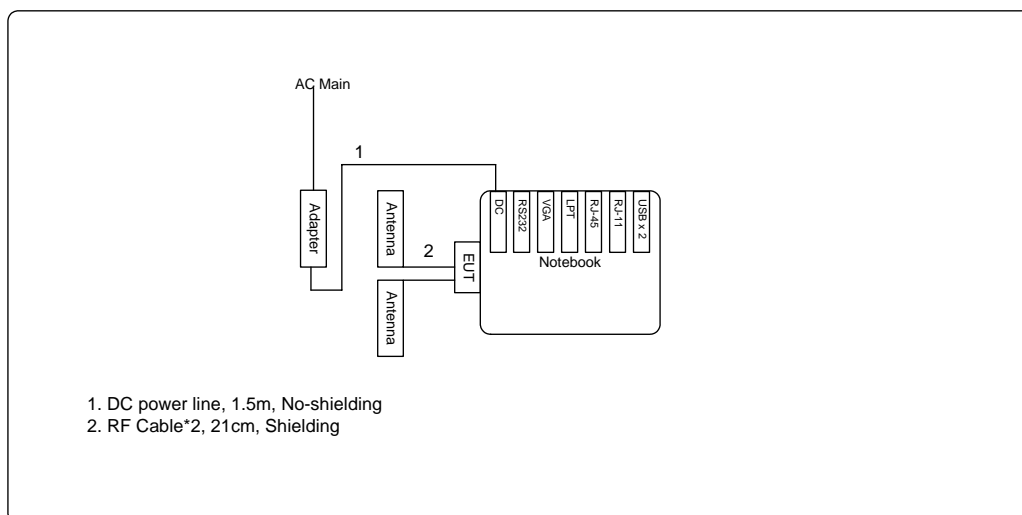 AC Main
1
Adapter
Antenna
2
Antenna
EUT
DC
RS232
VGA
LPT
RJ-45
RJ-11
USB x 2
Notebook
1. DC power line, 1.5m, No-shielding
2. RF Cable*2, 21cm, Shielding